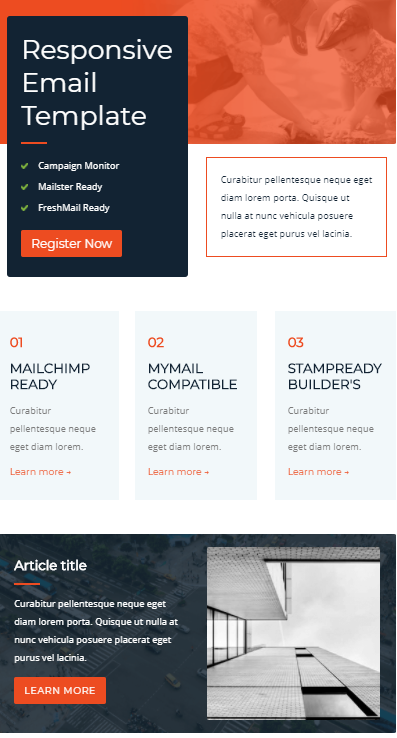 Responsive
Email
Template
Campaign Monitor
Mailster Ready
FreshMail Ready
Register Now
Curabitur pellentesque neque eget
diam lorem porta. Quisque ut
nulla at nunc vehicula posuere
placerat eget purus vel lacinia.
01
MAILCHIMP
READY
Curabitur
pellentesque neque
eget diam lorem.
Learn more →
02
MYMAIL
COMPATIBLE
Curabitur
pellentesque neque
eget diam lorem.
Learn more →
03
STAMPREADY
BUILDER'S
Curabitur
pellentesque neque
eget diam lorem.
Learn more →
Article title
Curabitur pellentesque neque eget
diam lorem porta. Quisque ut nulla at
nunc vehicula posuere placerat eget
purus vel lacinia.
LEARN MORE